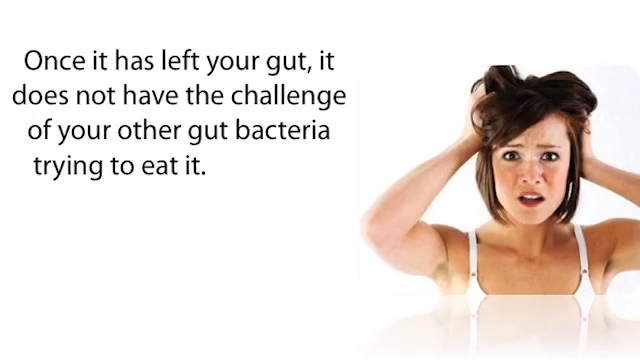 Once it has left your gut, it
does not have the challenge
of your other gut bacteria
trying to eat it.